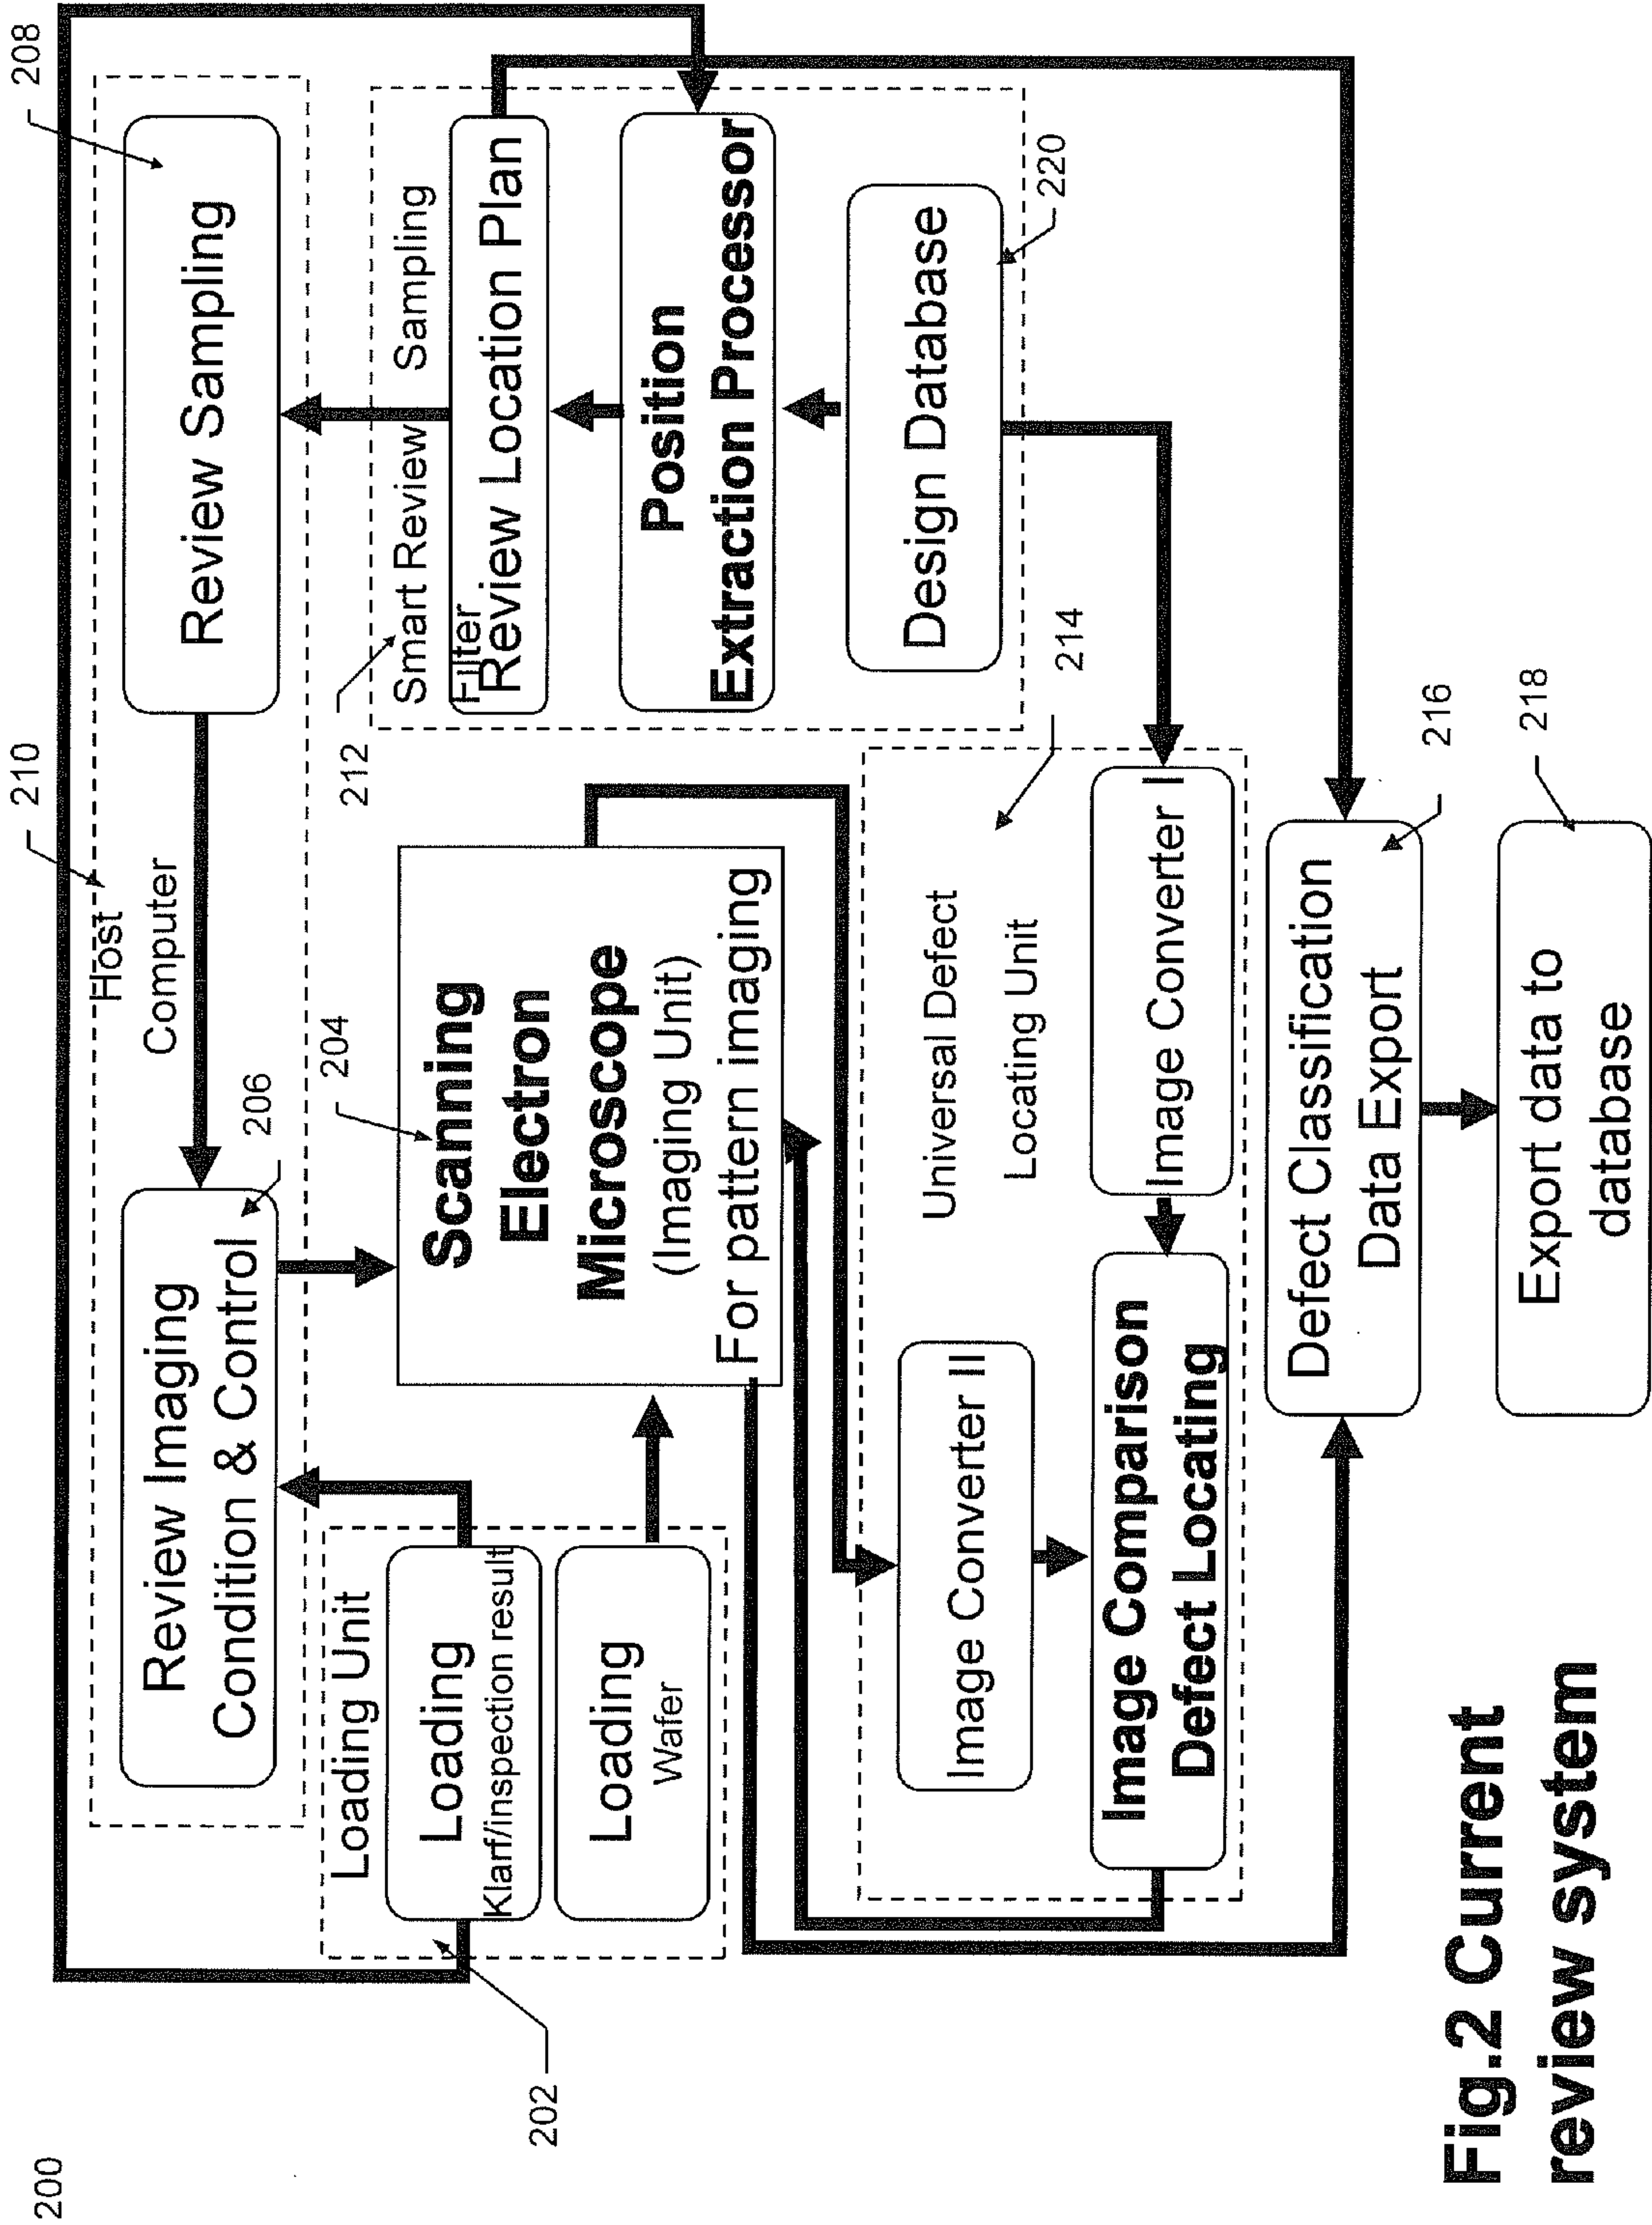 200
210
208
Host
Computer
Review Imaging
Condition & Control
206
Review Sampling
Loading Unit
Loading
Klarf/inspection result
Loading
Wafer
202
204
Scanning
Electron
Microscope
(Imaging Unit)
For pattern imaging
212
Smart Review Sampling
Filter
Review Location Plan
Position
Extraction Processor
Design Database
220
Universal Defect
Locating Unit
214
Image Converter II
Image Converter I
Image Comparison
Defect Locating
Defect Classification
Data Export
216
Export data to
database
218
Fig.2 Current
review system